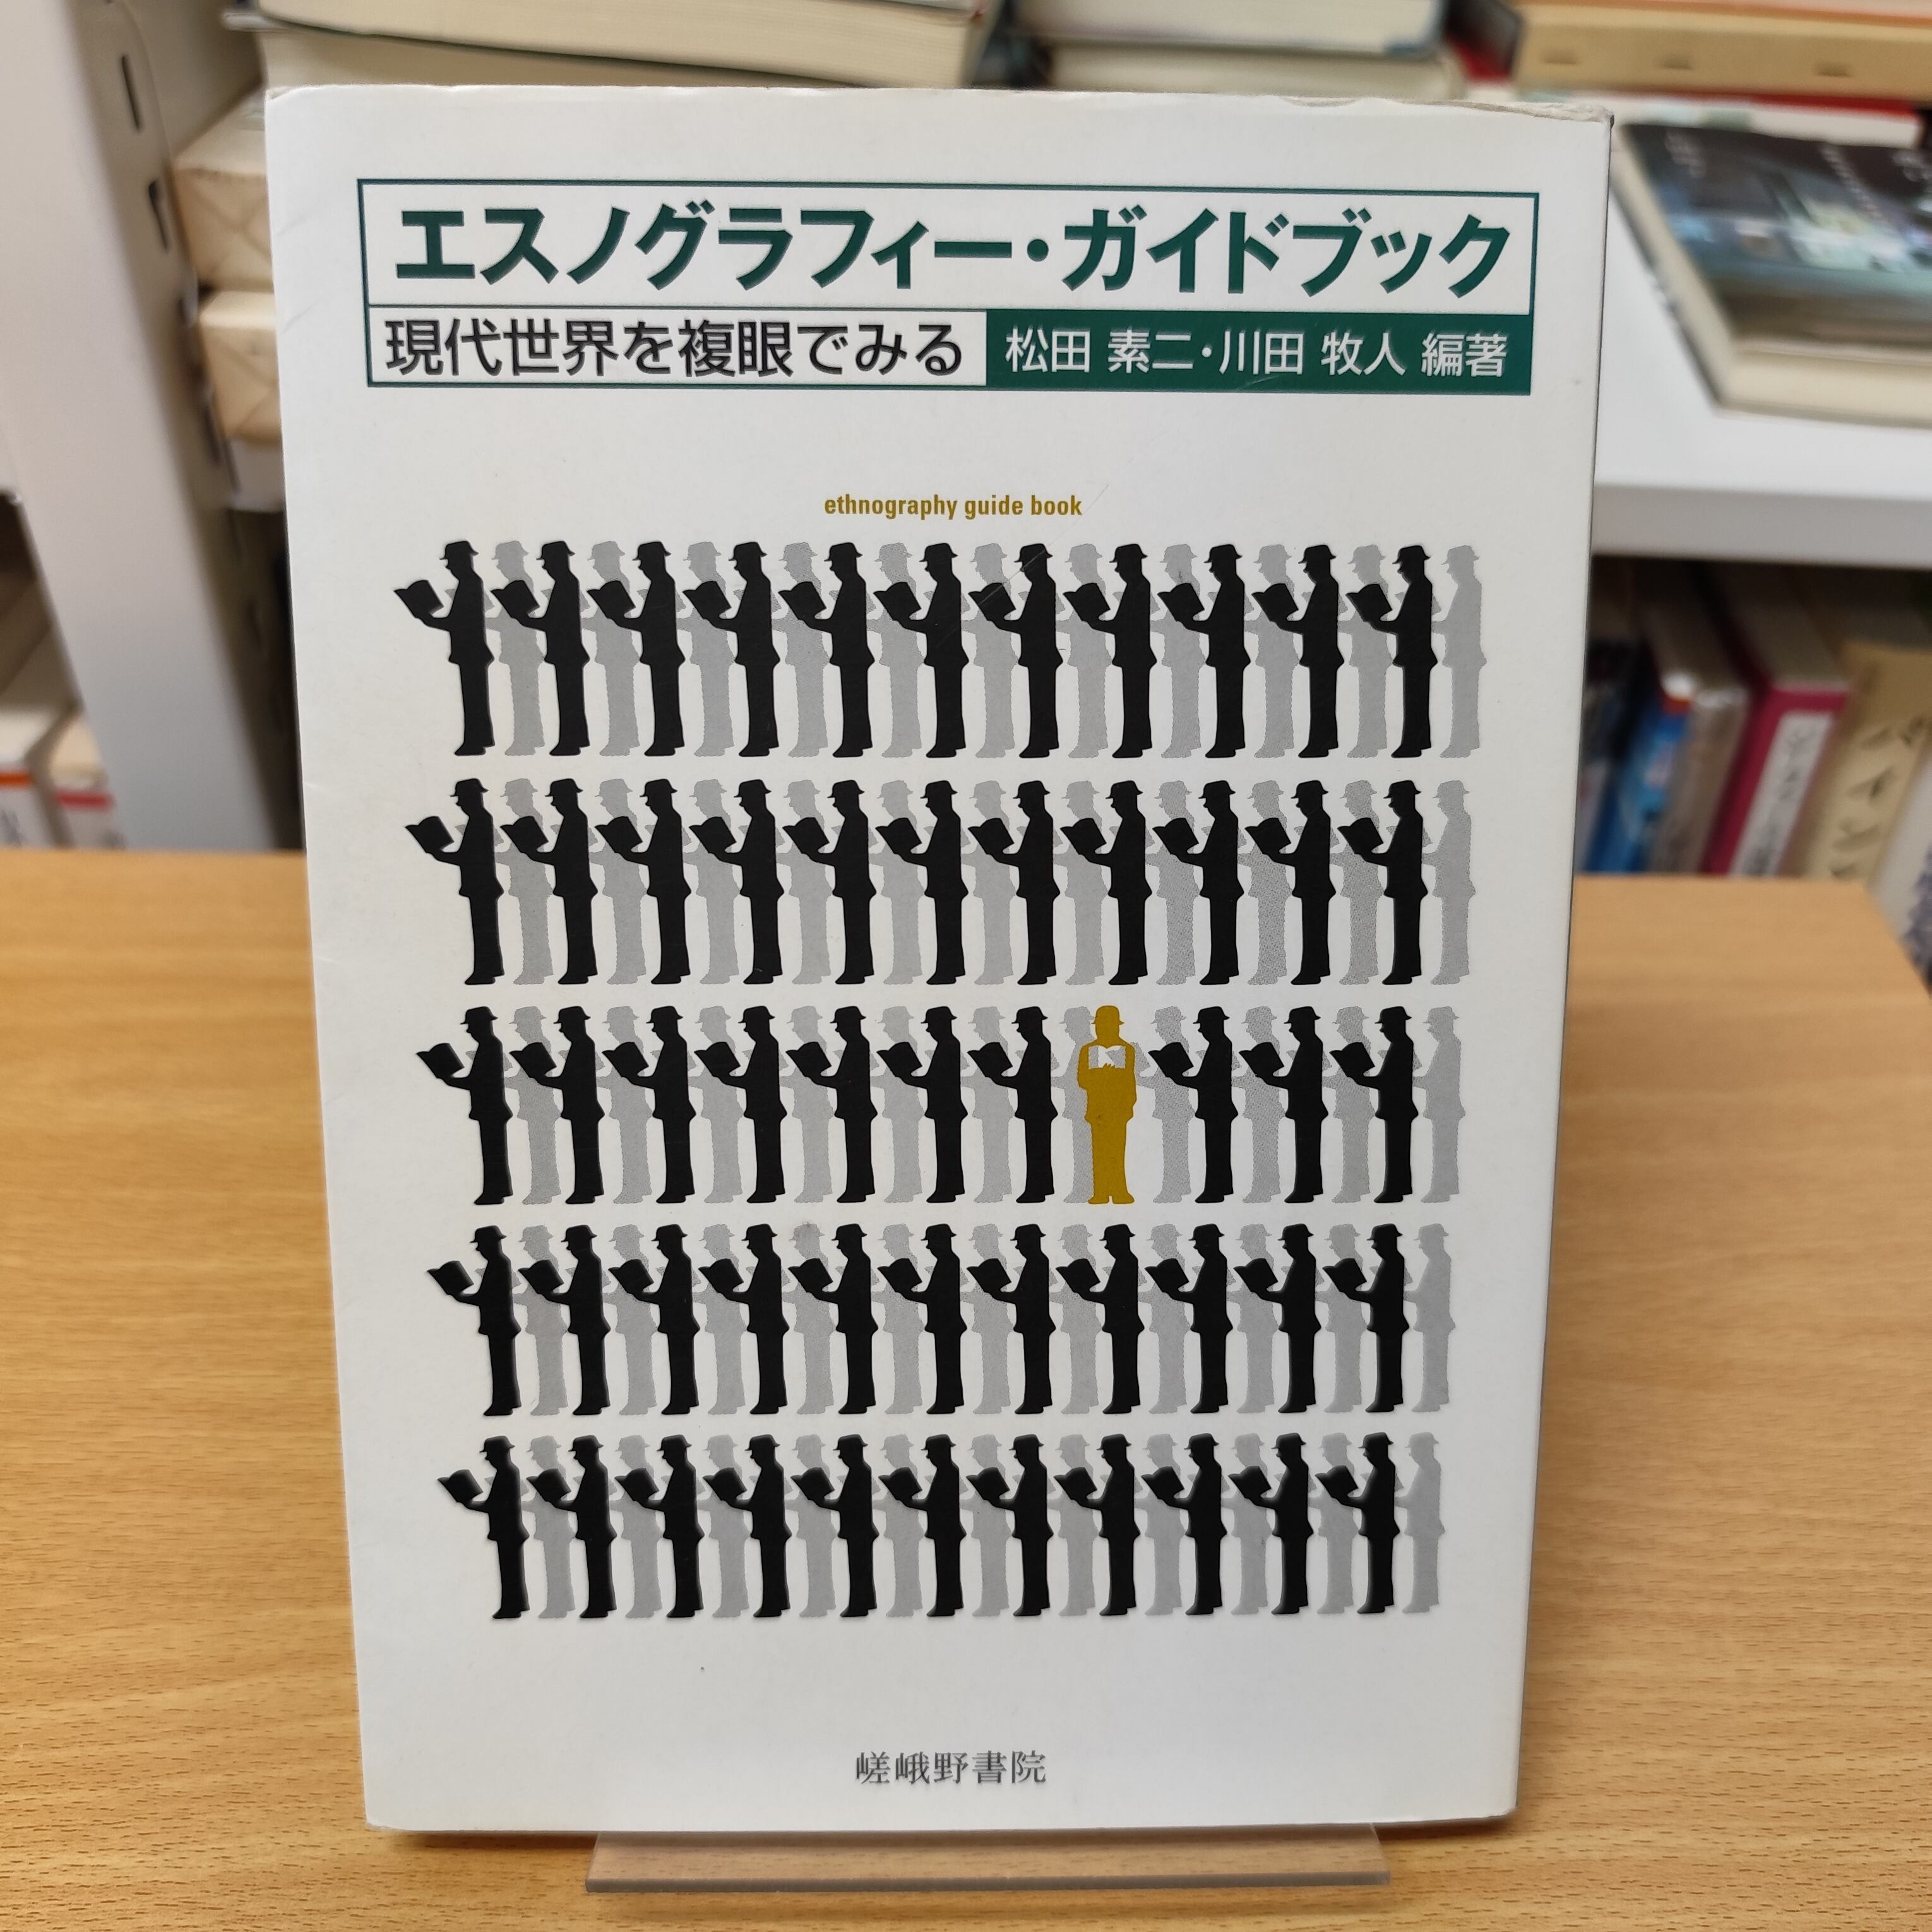 エスノグラフィー・ガイドブック
現代世界を複眼でみる
松田 素二・川田 牧人 編著
ethnography guide book
嵯峨野書院